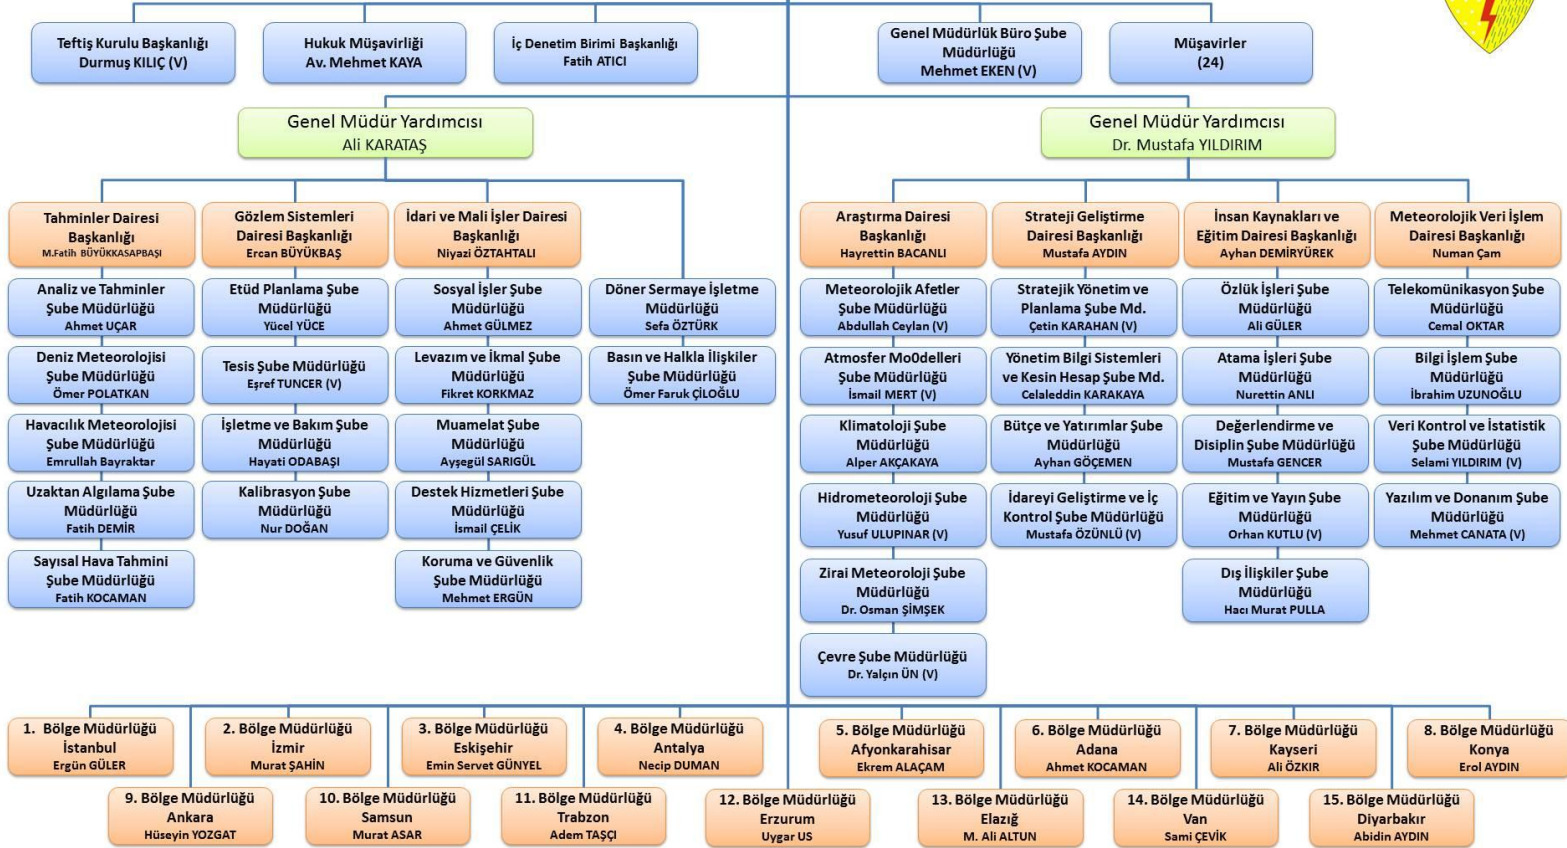 Teftiş Kurulu Başkanlığı
Durmuş KILIÇ (V)
Hukuk Müşavirliği
Av. Mehmet KAYA
İç Denetim Birimi Başkanlığı
Fatih ATICI
Genel Müdürlük Büro Şube
Müdürlüğü
Mehmet EKEN (V)
Müşavirler
(24)
Genel Müdür Yardımcısı
Ali KARATAŞ
Genel Müdür Yardımcısı
Dr. Mustafa YILDIRIM
Tahminler Dairesi
Başkanlığı
M.Fatih BÜYÜKKASAPBAŞI
Analiz ve Tahminler
Şube Müdürlüğü
Ahmet UÇAR
Deniz Meteorolojisi
Şube Müdürlüğü
Ömer POLATKAN
Havacılık Meteorolojisi
Şube Müdürlüğü
Emrullah Bayraktar
Uzaktan Algılama Şube
Müdürlüğü
Fatih DEMİR
Sayısal Hava Tahmini
Şube Müdürlüğü
Fatih KOCAMAN
Gözlem Sistemleri
Dairesi Başkanlığı
Ercan BÜYÜKBAŞ
Etüd Planlama Şube
Müdürlüğü
Yücel YÜCE
Tesis Şube Müdürlüğü
Eşref TUNCER (V)
İşletme ve Bakım Şube
Müdürlüğü
Hayati ODABAŞI
Kalibrasyon Şube
Müdürlüğü
Nur DOĞAN
İdari ve Mali İşler Dairesi
Başkanlığı
Niyazi ÖZTAHTALI
Sosyal İşler Şube
Müdürlüğü
Ahmet GÜLMEZ
Levazım ve İkmal Şube
Müdürlüğü
Fikret KORKMAZ
Muamelat Şube
Müdürlüğü
Ayşegül SARIGÜL
Destek Hizmetleri Şube
Müdürlüğü
İsmail ÇELİK
Koruma ve Güvenlik
Şube Müdürlüğü
Mehmet ERGÜN
Döner Sermaye İşletme
Müdürlüğü
Sefa ÖZTÜRK
Basın ve Halkla İlişkiler
Şube Müdürlüğü
Ömer Faruk ÇİLOĞLU
Araştırma Dairesi
Başkanlığı
Hayrettin BACANLI
Meteorolojik Afetler
Şube Müdürlüğü
Abdullah Ceylan (V)
Atmosfer Mo0delleri
Şube Müdürlüğü
İsmail MERT (V)
Klimatoloji Şube
Müdürlüğü
Alper AKÇAKAYA
Hidrometeoroloji Şube
Müdürlüğü
Yusuf ULUPINAR (V)
Zirai Meteoroloji Şube
Müdürlüğü
Dr. Osman ŞİMŞEK
Çevre Şube Müdürlüğü
Dr. Yalçın ÜN (V)
Strateji Geliştirme
Dairesi Başkanlığı
Mustafa AYDIN
Stratejik Yönetim ve
Planlama Şube Md.
Çetin KARAHAN (V)
Yönetim Bilgi Sistemleri
ve Kesin Hesap Şube Md.
Celaleddin KARAKAYA
Bütçe ve Yatırımlar Şube
Müdürlüğü
Ayhan GÖÇEMEN
İdareyi Geliştirme ve İç
Kontrol Şube Müdürlüğü
Mustafa ÖZÜNLÜ (V)
İnsan Kaynakları ve
Eğitim Dairesi Başkanlığı
Ayhan DEMİRYÜREK
Özlük İşleri Şube
Müdürlüğü
Ali GÜLER
Atama İşleri Şube
Müdürlüğü
Nurettin ANLI
Değerlendirme ve
Disiplin Şube Müdürlüğü
Mustafa GENCER
Eğitim ve Yayın Şube
Müdürlüğü
Orhan KUTLU (V)
Dış İlişkiler Şube
Müdürlüğü
Hacı Murat PULLA
Meteorolojik Veri İşlem
Dairesi Başkanlığı
Numan Çam
Telekomünikasyon Şube
Müdürlüğü
Cemal OKTAR
Bilgi İşlem Şube
Müdürlüğü
İbrahim UZUNOĞLU
Veri Kontrol ve İstatistik
Şube Müdürlüğü
Selami YILDIRIM (V)
Yazılım ve Donanım Şube
Müdürlüğü
Mehmet CANATA (V)
1. Bölge Müdürlüğü
İstanbul
Ergün GÜLER
2. Bölge Müdürlüğü
İzmir
Murat ŞAHİN
3. Bölge Müdürlüğü
Eskişehir
Emin Servet GÜNYEL
4. Bölge Müdürlüğü
Antalya
Necip DUMAN
5. Bölge Müdürlüğü
Afyonkarahisar
Ekrem ALAÇAM
6. Bölge Müdürlüğü
Adana
Ahmet KOCAMAN
7. Bölge Müdürlüğü
Kayseri
Ali ÖZKIR
8. Bölge Müdürlüğü
Konya
Erol AYDIN
9. Bölge Müdürlüğü
Ankara
Hüseyin YOZGAT
10. Bölge Müdürlüğü
Samsun
Murat ASAR
11. Bölge Müdürlüğü
Trabzon
Adem TAŞÇI
12. Bölge Müdürlüğü
Erzurum
Uygar US
13. Bölge Müdürlüğü
Elazığ
M. Ali ALTUN
14. Bölge Müdürlüğü
Van
Sami ÇEVİK
15. Bölge Müdürlüğü
Diyarbakır
Abidin AYDIN